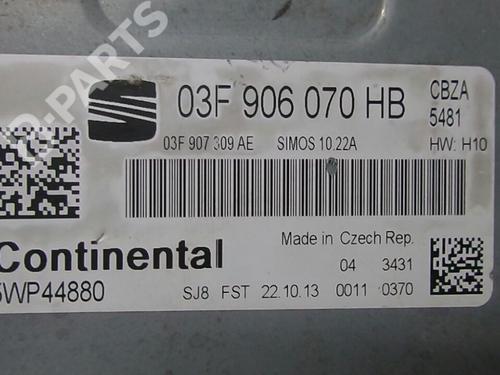 03F 906 070 HB
CBZA
5481
03F 907 309 AE SIMOS 10.22A HW: H10
Continental
Made in Czech Rep.
04 3431
5WP44880
SJ8 FST 22.10.13 0011 0370
B-PARTS